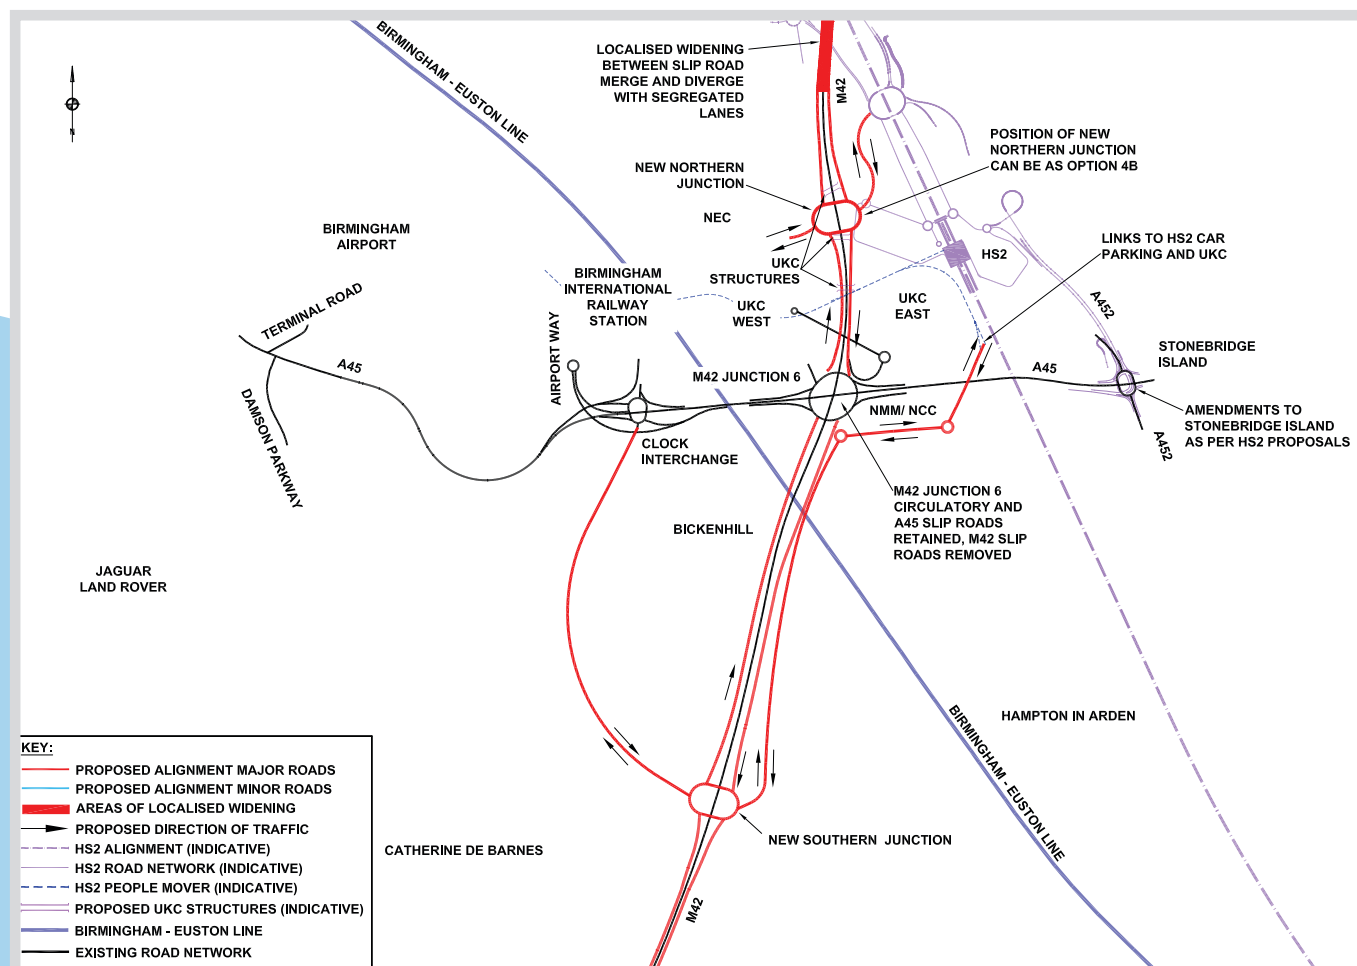 BIRMINGHAM - EUSTON LINE
LOCALISED WIDENING
BETWEEN SLIP ROAD
MERGE AND DIVERGE
WITH SEGREGATED
LANES
M42
N
POSITION OF NEW
NORTHERN JUNCTION
CAN BE AS OPTION 4B
NEW NORTHERN
JUNCTION
NEC
BIRMINGHAM
AIRPORT
LINKS TO HS2 CAR
PARKING AND UKC
HS2
UKC
STRUCTURES
BIRMINGHAM
INTERNATIONAL
RAILWAY
STATION
UKC
WEST
UKC
EAST
A452
TERMINAL ROAD
STONEBRIDGE
ISLAND
A45
AIRPORT WAY
M42 JUNCTION 6
A45
DAMSON PARKWAY
NMM/ NCC
AMENDMENTS TO
STONEBRIDGE ISLAND
AS PER HS2 PROPOSALS
A452
CLOCK
INTERCHANGE
M42 JUNCTION 6
CIRCULATORY AND
A45 SLIP ROADS
RETAINED, M42 SLIP
ROADS REMOVED
BICKENHILL
JAGUAR
LAND ROVER
HAMPTON IN ARDEN
BIRMINGHAM - EUSTON LINE
NEW SOUTHERN JUNCTION
CATHERINE DE BARNES
M42
KEY:
PROPOSED ALIGNMENT MAJOR ROADS
PROPOSED ALIGNMENT MINOR ROADS
AREAS OF LOCALISED WIDENING
PROPOSED DIRECTION OF TRAFFIC
HS2 ALIGNMENT (INDICATIVE)
HS2 ROAD NETWORK (INDICATIVE)
HS2 PEOPLE MOVER (INDICATIVE)
PROPOSED UKC STRUCTURES (INDICATIVE)
BIRMINGHAM - EUSTON LINE
EXISTING ROAD NETWORK